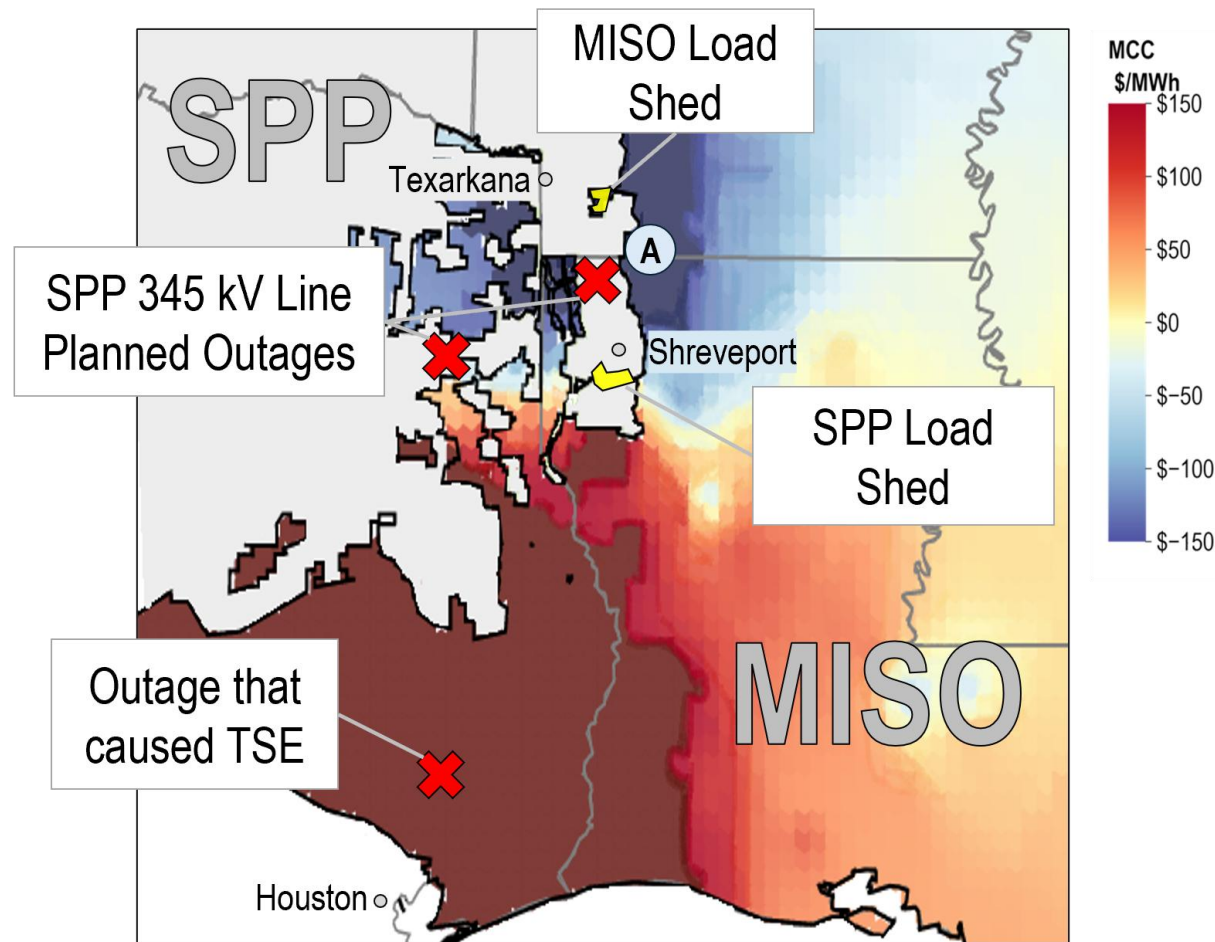 MISO Load
Shed
SPP
Texarkana
A
SPP 345 kV Line
Planned Outages
Shreveport
SPP Load
Shed
Outage that
caused TSE
MISO
Houston
MCC
$/MWh
$150
$100
$50
$0
$−50
$−100
$−150